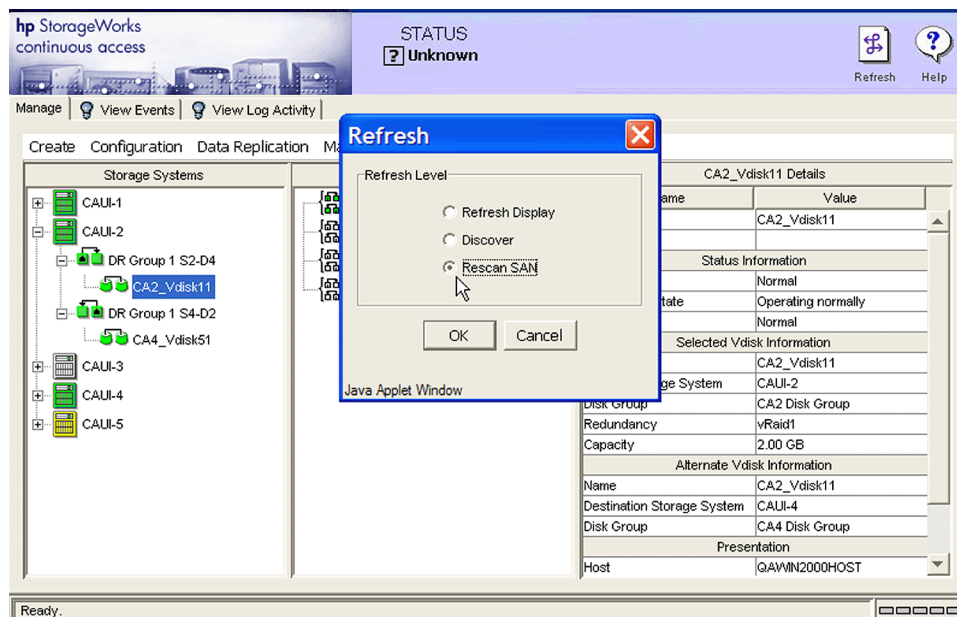 hp StorageWorks
continuous access
STATUS
? Unknown
Refresh
? Help
Manage
View Events
View Log Activity
Create Configuration Data Replication
Storage Systems
CAUI-1
CAUI-2
DR Group 1 S2-D4
CA2_Vdisk11
DR Group 1 S4-D2
CA4_Vdisk51
CAUI-3
CAUI-4
CAUI-5
Refresh
Refresh Level
Refresh Display
Discover
Rescan SAN
OK Cancel
Java Applet Window
CA2_Vdisk11 Details
Value
CA2_Vdisk11
Status Information
Normal
Operating normally
Normal
Selected Vdisk Information
CA2_Vdisk11
System CAUI-2
Disk Group CA2 Disk Group
Redundancy vRaid1
Capacity 2.00 GB
Alternate Vdisk Information
Name CA2_Vdisk11
Destination Storage System CAUI-4
Disk Group CA4 Disk Group
Presentation
Host QAWIN2000HOST
Ready.